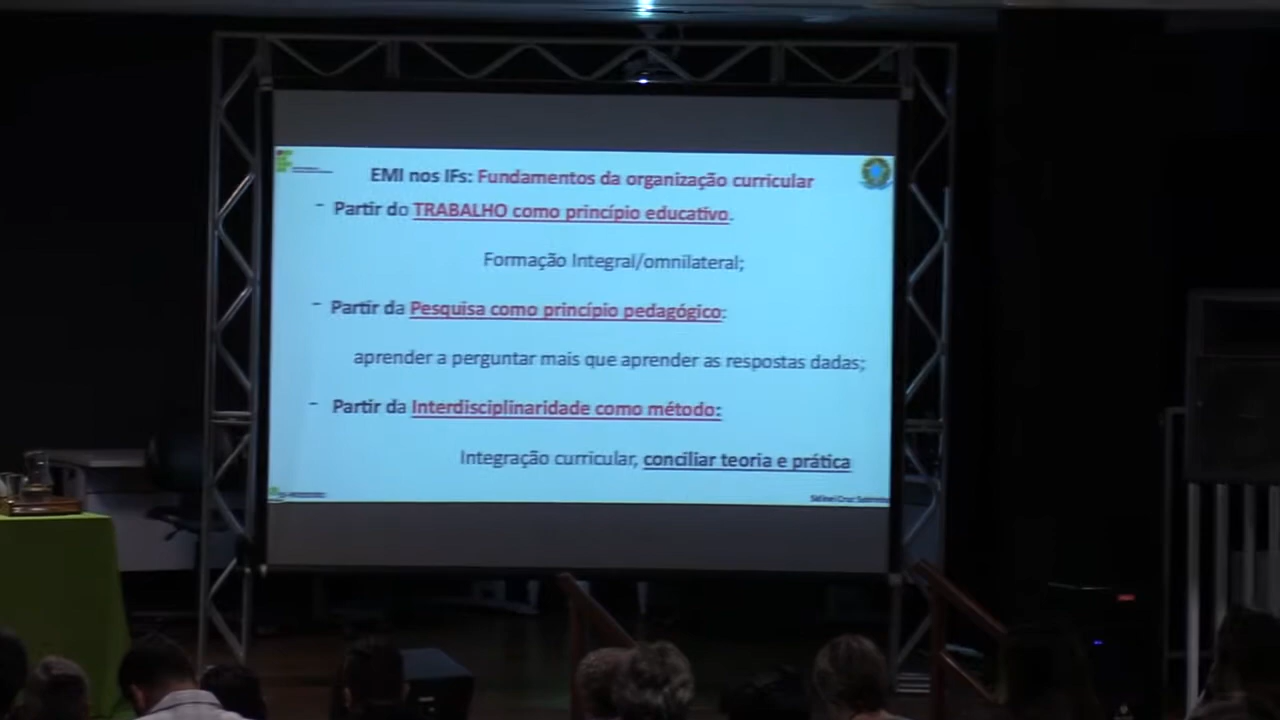 EMI nos IFs: Fundamentos da organização curricular
- Partir do TRABALHO como princípio educativo.
Formação Integral/omnilateral;
- Partir da Pesquisa como princípio pedagógico:
aprender a perguntar mais que aprender as respostas dadas;
- Partir da Interdisciplinaridade como método:
Integração curricular, conciliar teoria e prática